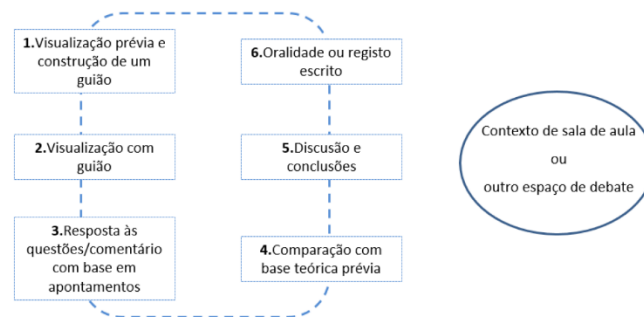 1.Visualização prévia e
construção de um
guião
2.Visualização com
guião
3.Resposta às
questões/comentário
com base em
apontamentos
6.Oralidade ou registo
escrito
5.Discussão e
conclusões
4.Comparação com
base teórica prévia
Contexto de sala de aula
ou
outro espaço de debate